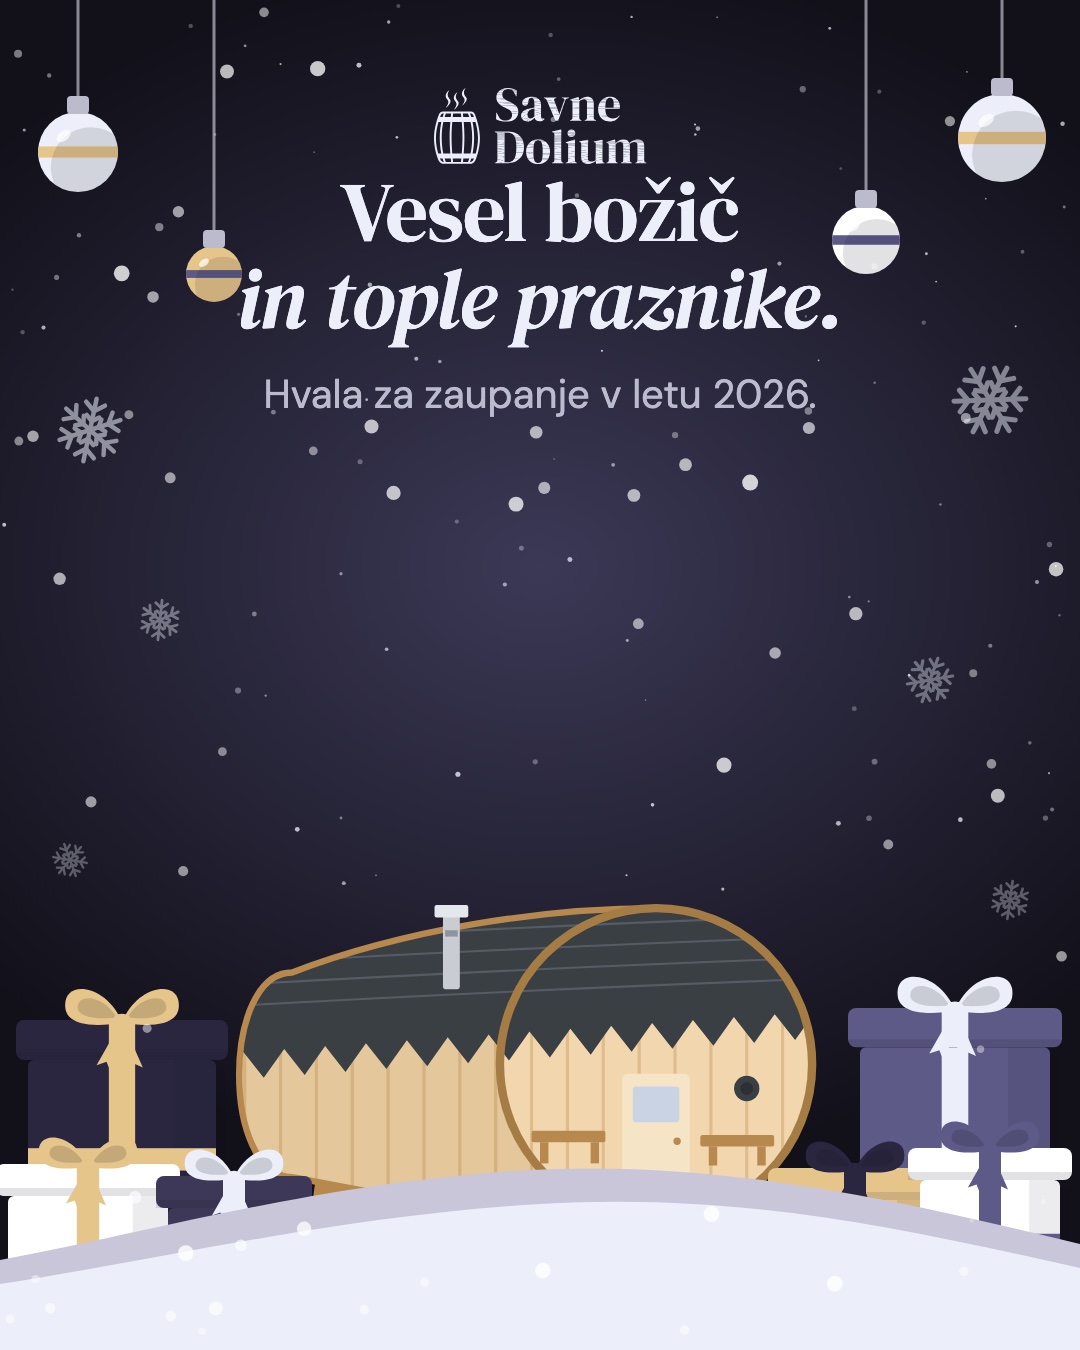 Savne
Dolium
Vesel božič
in tople praznike.
Hvala za zaupanje v letu 2026.